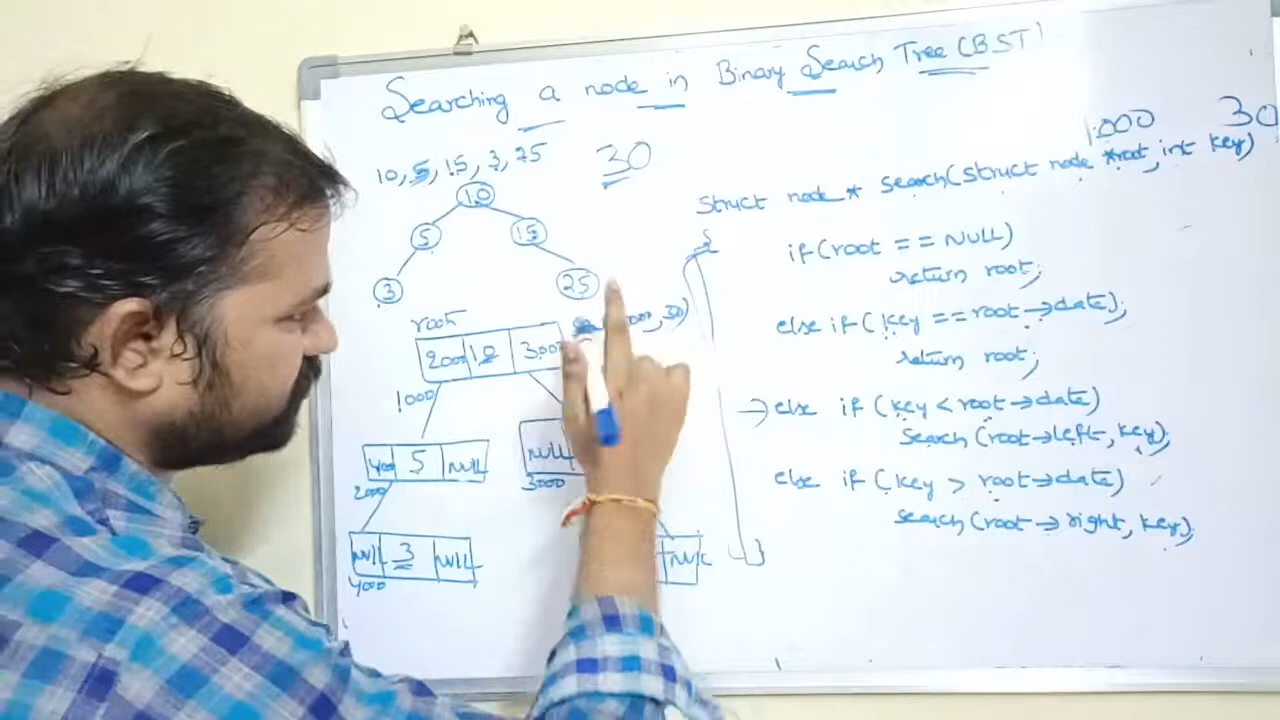 Searching a node in Binary Search Tree (BST)
10, 5, 15, 3, 25
30
10
5
15
3
25
root
2000 10 3000
1000
400 5 NULL
2000
NULL
3000
NULL 3 NULL
4000
NULL
, 30)
1000 30
struct node * search(struct node *root, int key)
{
if (root == NULL)
return root;
else if (key == root->data);
return root;
-> else if (key < root->data)
search (root->left, key);
else if (key > root->data)
search (root->right, key);
}